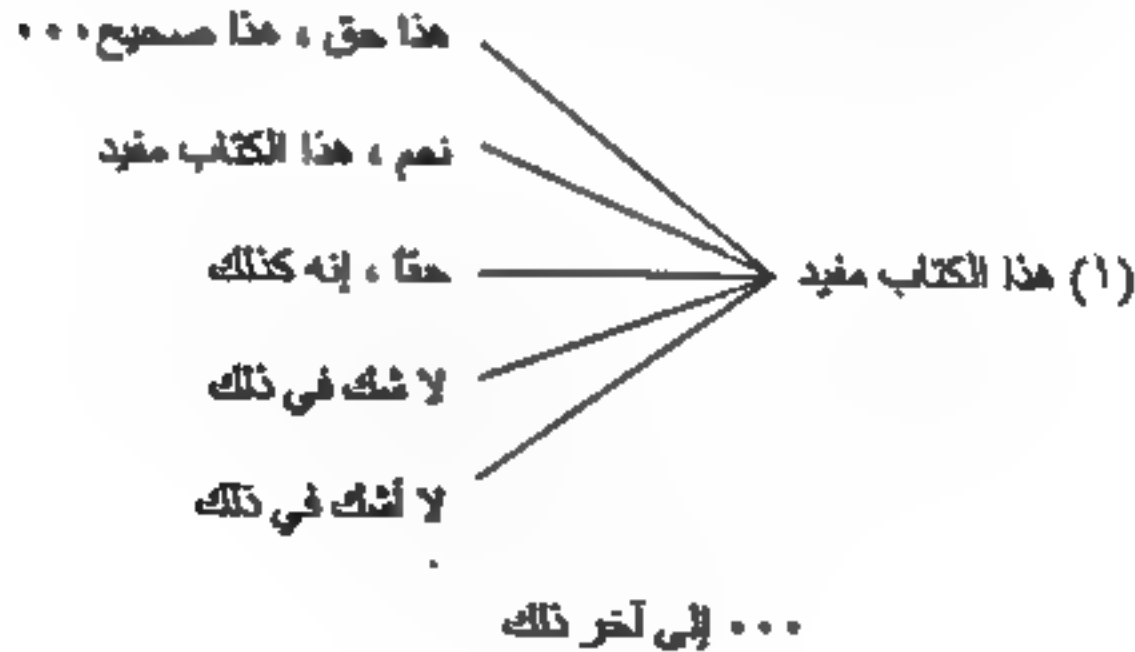 هذا حق ، هذا صحيح . . .
نعم ، هذا الكتاب مفيد
(١) هذا الكتاب مفيد
حقاً ، إنه كذلك
لا شك في ذلك
لا أشك في ذلك
. . . إلى آخر ذلك